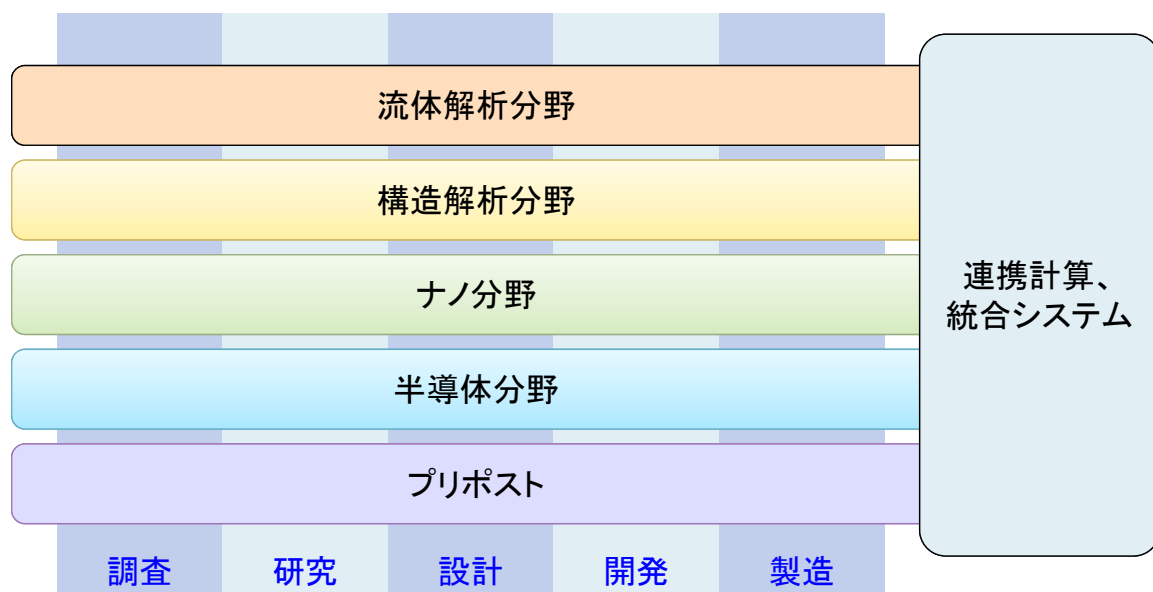 流体解析分野
構造解析分野
ナノ分野
半導体分野
プリポスト
連携計算、
統合システム
調査
研究
設計
開発
製造